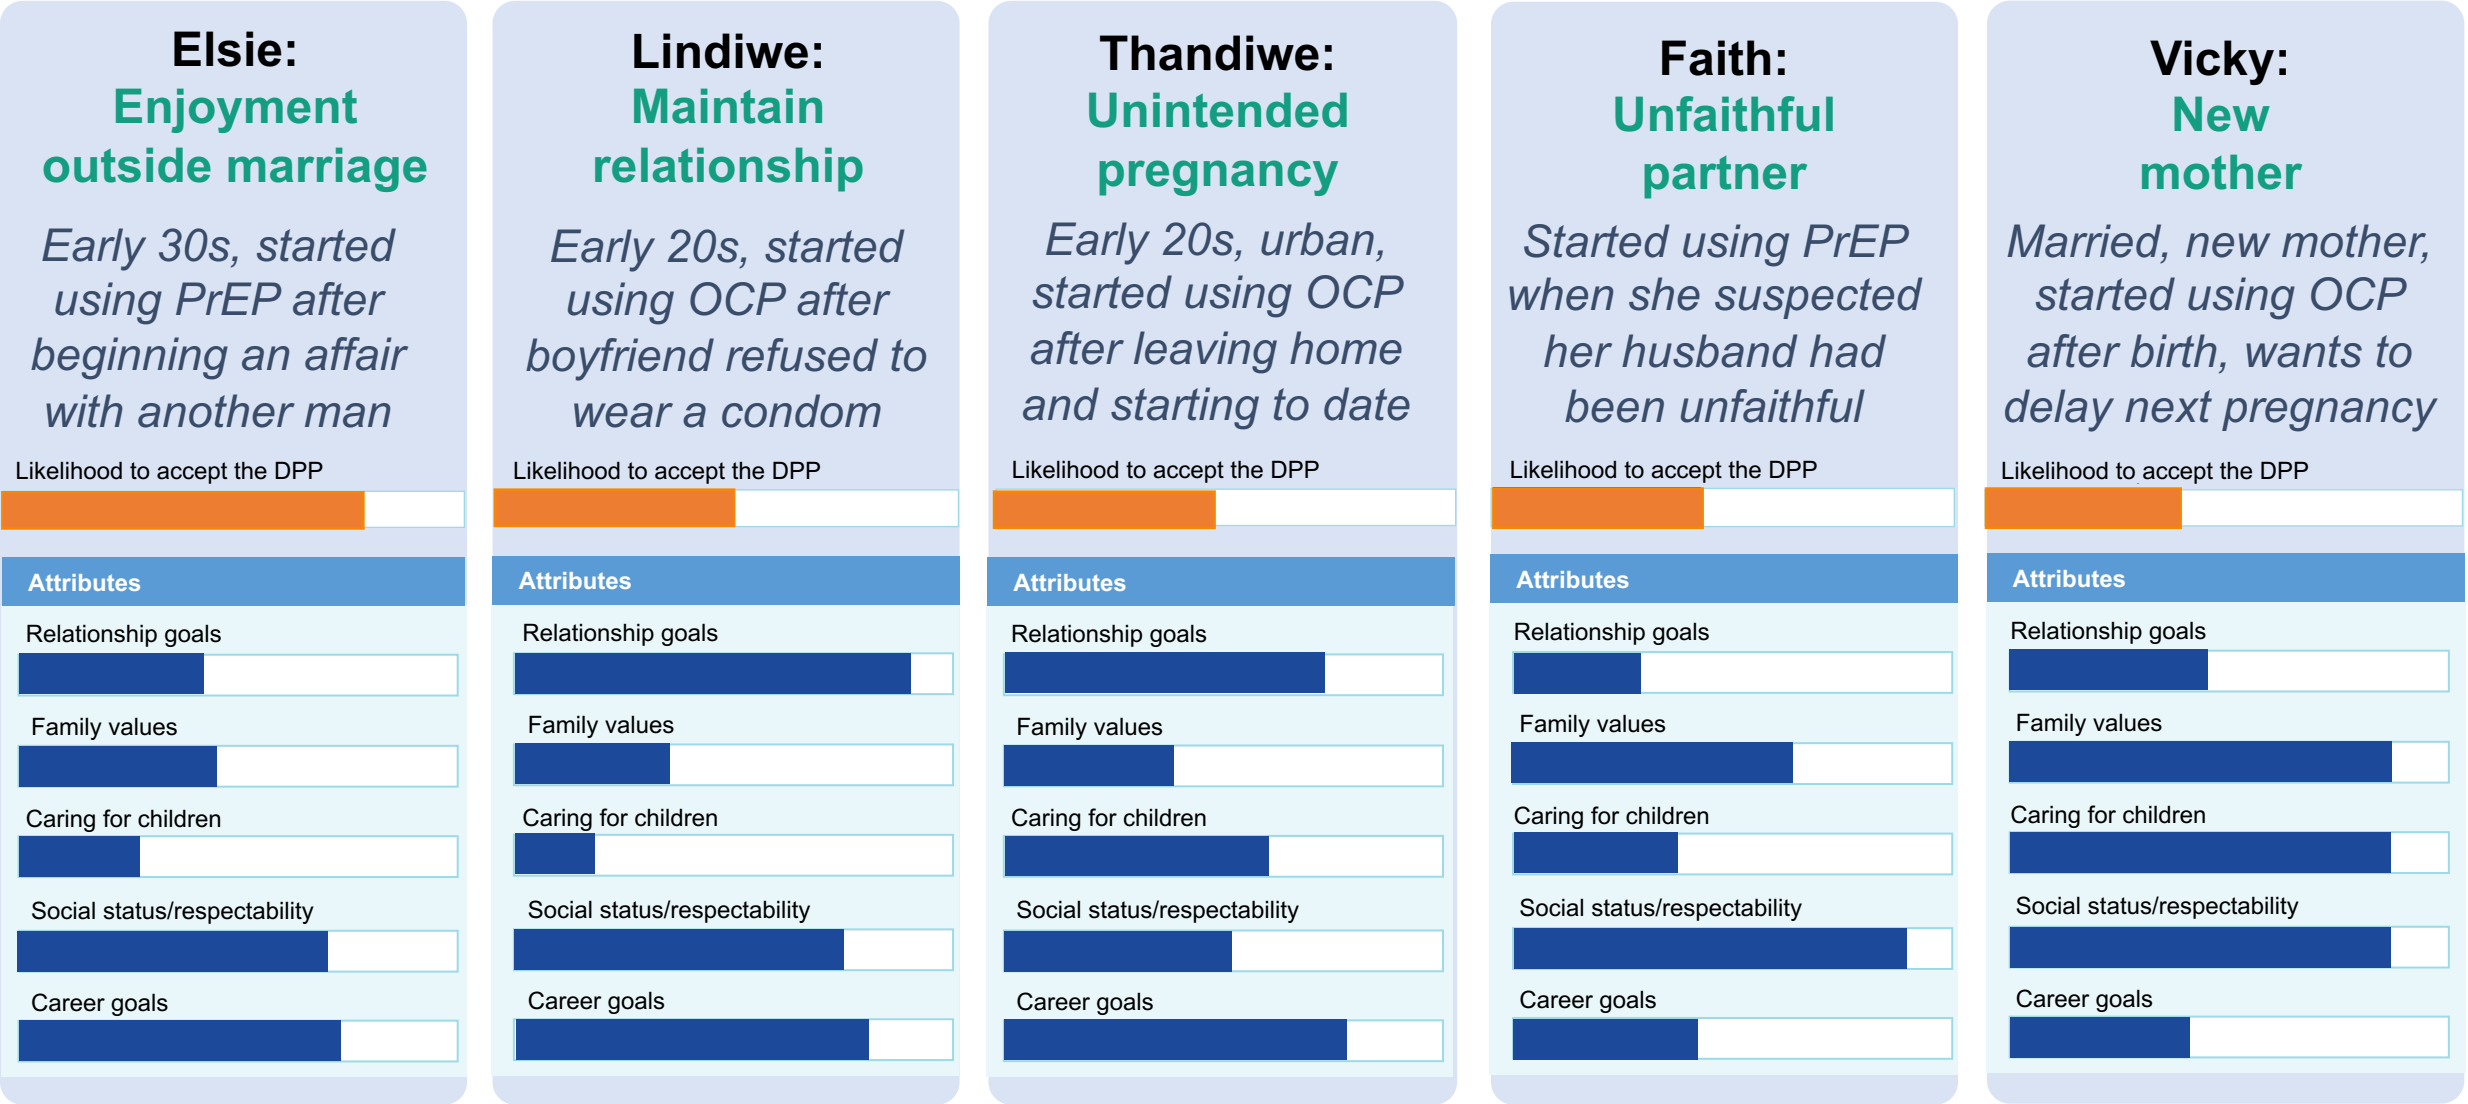 Elsie:
Enjoyment
outside marriage
Early 30s, started
using PrEP after
beginning an affair
with another man
Likelihood to accept the DPP
Attributes
Relationship goals
Family values
Caring for children
Social status/respectability
Career goals
Lindiwe:
Maintain
relationship
Early 20s, started
using OCP after
boyfriend refused to
wear a condom
Likelihood to accept the DPP
Attributes
Relationship goals
Family values
Caring for children
Social status/respectability
Career goals
Thandiwe:
Unintended
pregnancy
Early 20s, urban,
started using OCP
after leaving home
and starting to date
Likelihood to accept the DPP
Attributes
Relationship goals
Family values
Caring for children
Social status/respectability
Career goals
Faith:
Unfaithful
partner
Started using PrEP
when she suspected
her husband had
been unfaithful
Likelihood to accept the DPP
Attributes
Relationship goals
Family values
Caring for children
Social status/respectability
Career goals
Vicky:
New
mother
Married, new mother,
started using OCP
after birth, wants to
delay next pregnancy
Likelihood to accept the DPP
Attributes
Relationship goals
Family values
Caring for children
Social status/respectability
Career goals